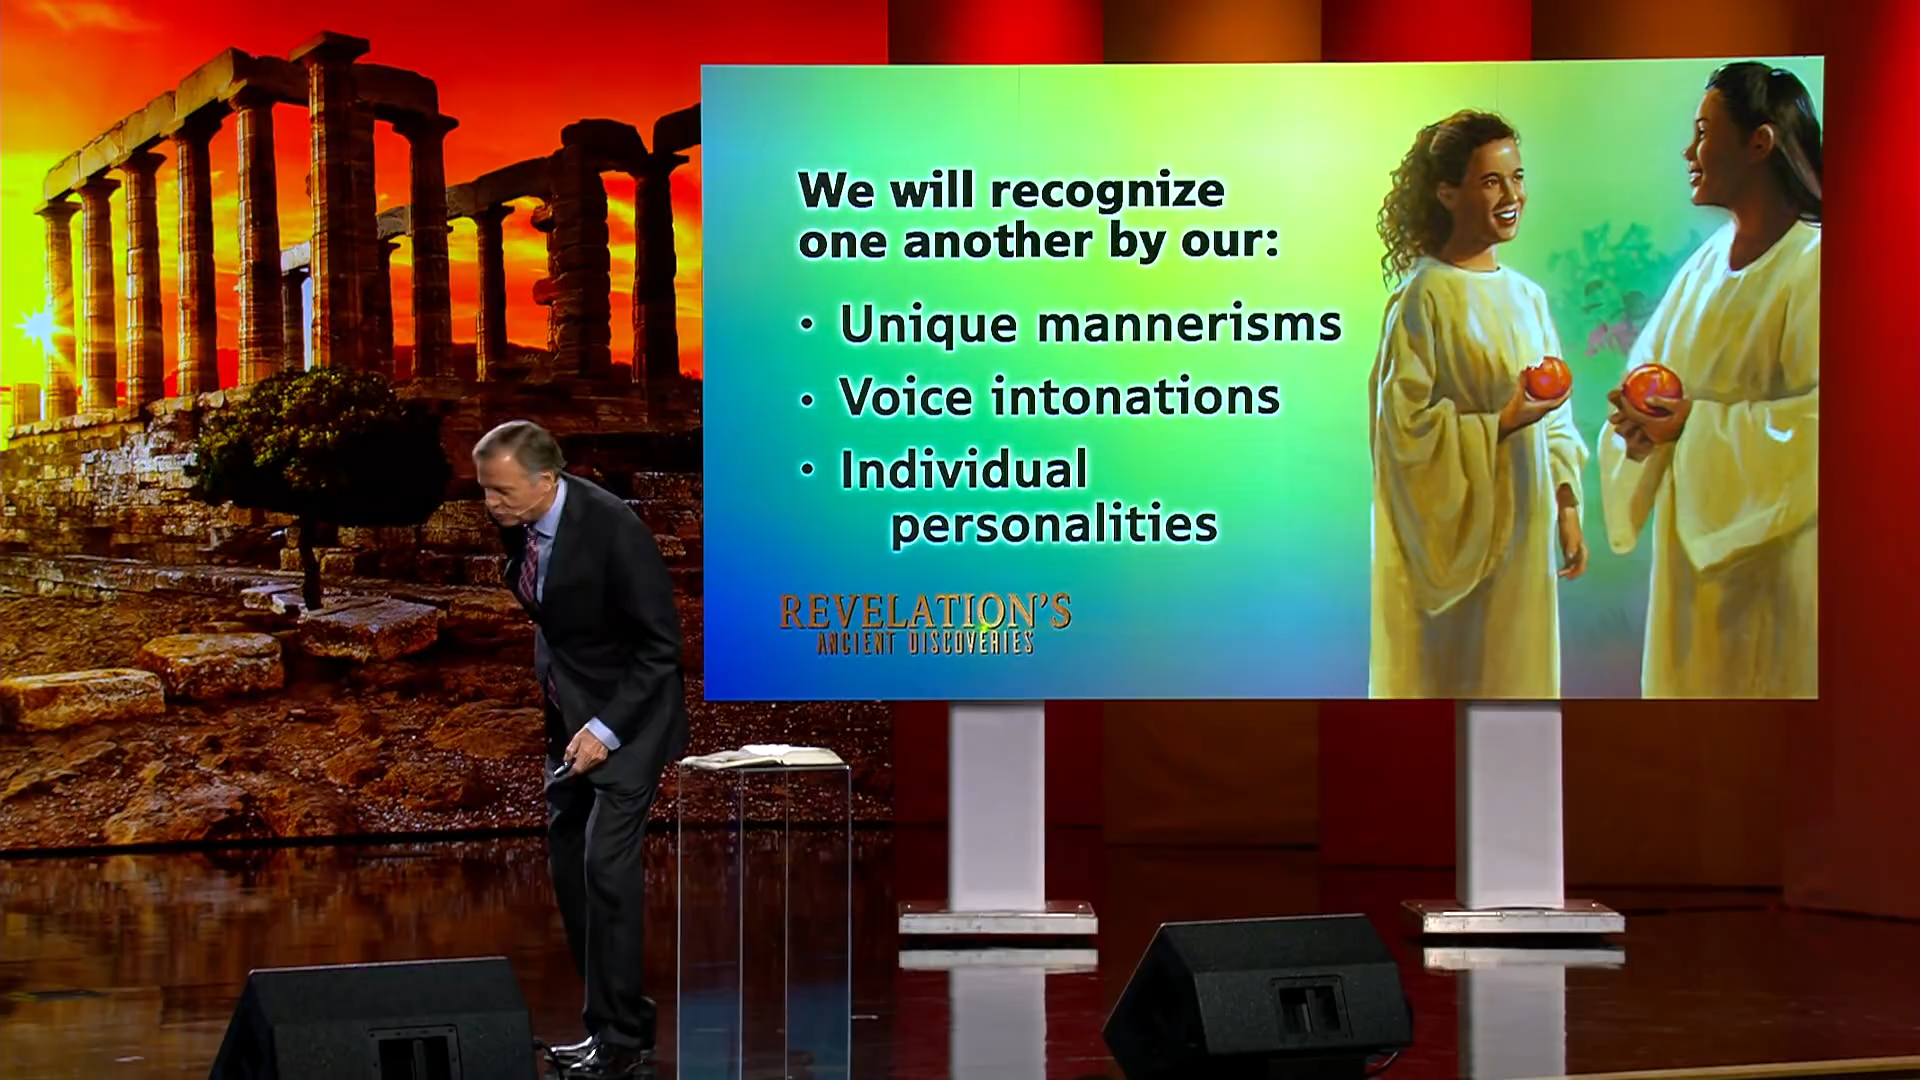 We will recognize
one another by our:
• Unique mannerisms
• Voice intonations
• Individual
personalities
REVELATION'S
ANCIENT DISCOVERIES